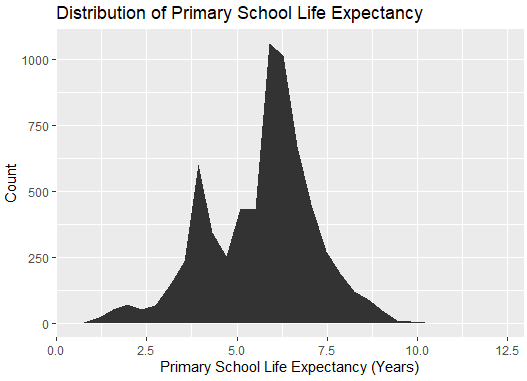 Distribution of Primary School Life Expectancy
Count
1000
750
500
250
0
0.0 2.5 5.0 7.5 10.0 12.5
Primary School Life Expectancy (Years)